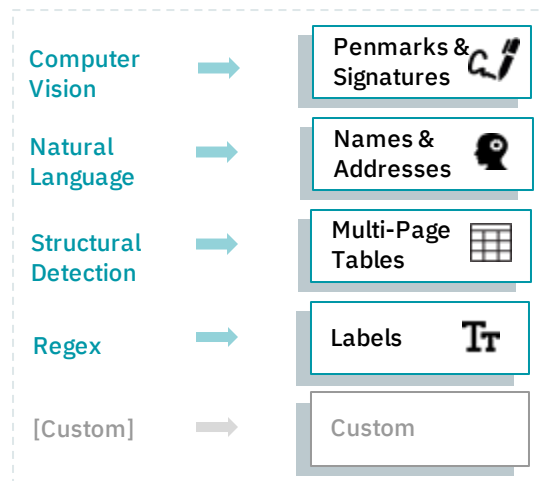 Computer
Vision
Penmarks &
Signatures
Natural
Language
Names &
Addresses
Structural
Detection
Multi-Page
Tables
Regex
Labels
[Custom]
Custom